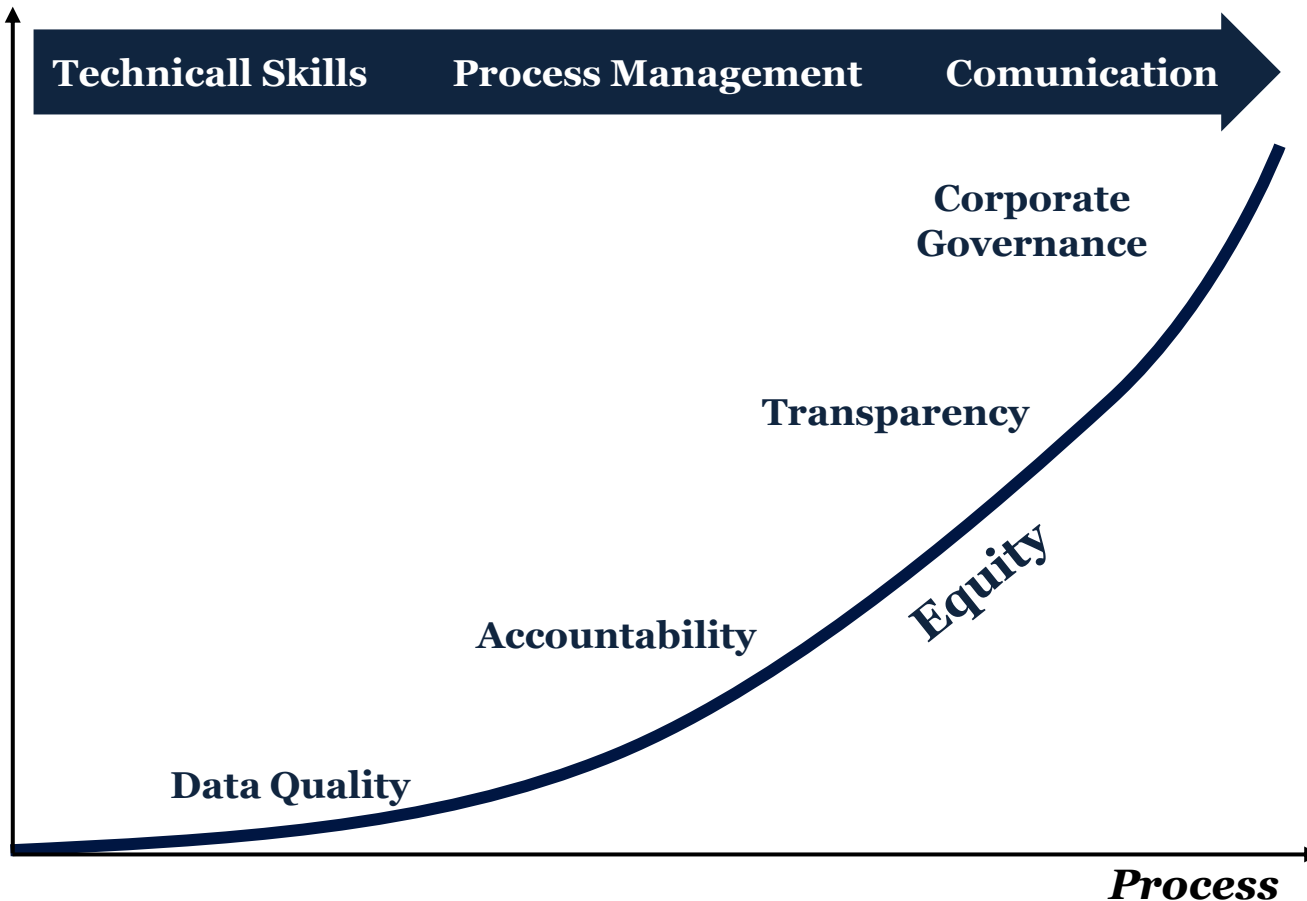 Technicall Skills Process Management Comunication
Corporate
Governance
Transparency
Equity
Accountability
Data Quality
Process